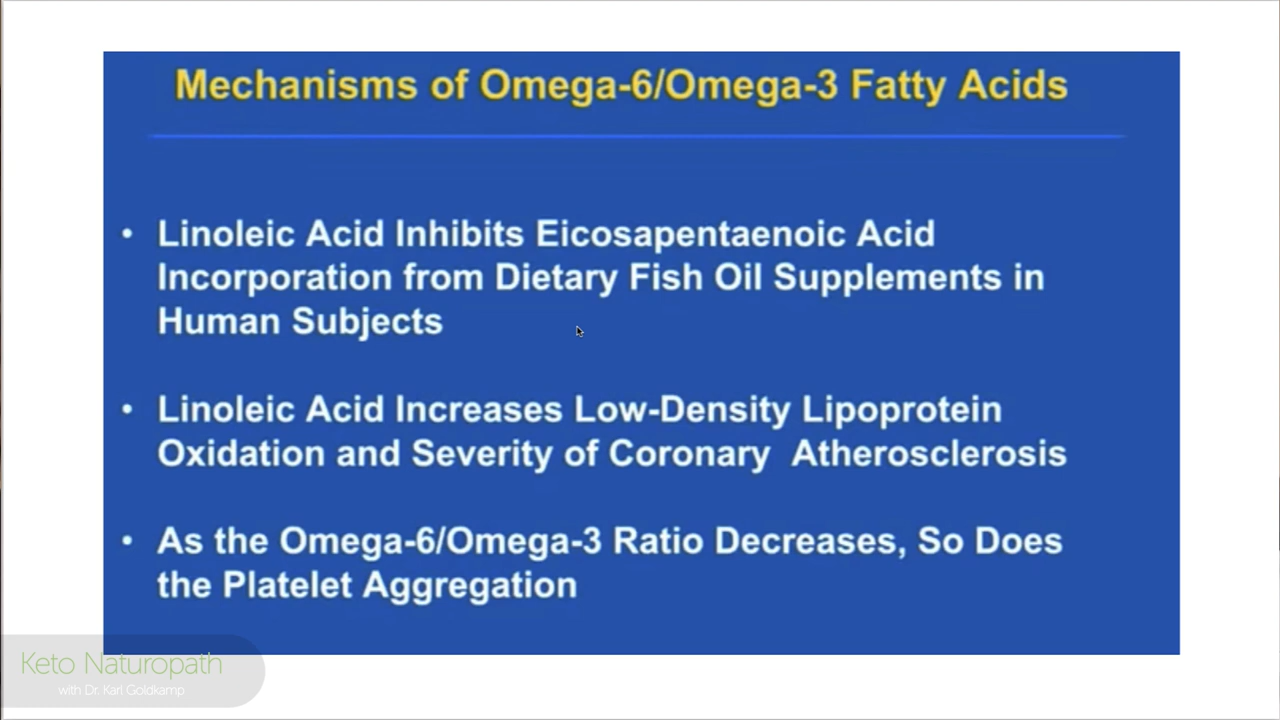 Mechanisms of Omega-6/Omega-3 Fatty Acids
• Linoleic Acid Inhibits Eicosapentaenoic Acid
Incorporation from Dietary Fish Oil Supplements in
Human Subjects
• Linoleic Acid Increases Low-Density Lipoprotein
Oxidation and Severity of Coronary Atherosclerosis
• As the Omega-6/Omega-3 Ratio Decreases, So Does
the Platelet Aggregation
Keto Naturopath
with Dr. Karl Goldkamp